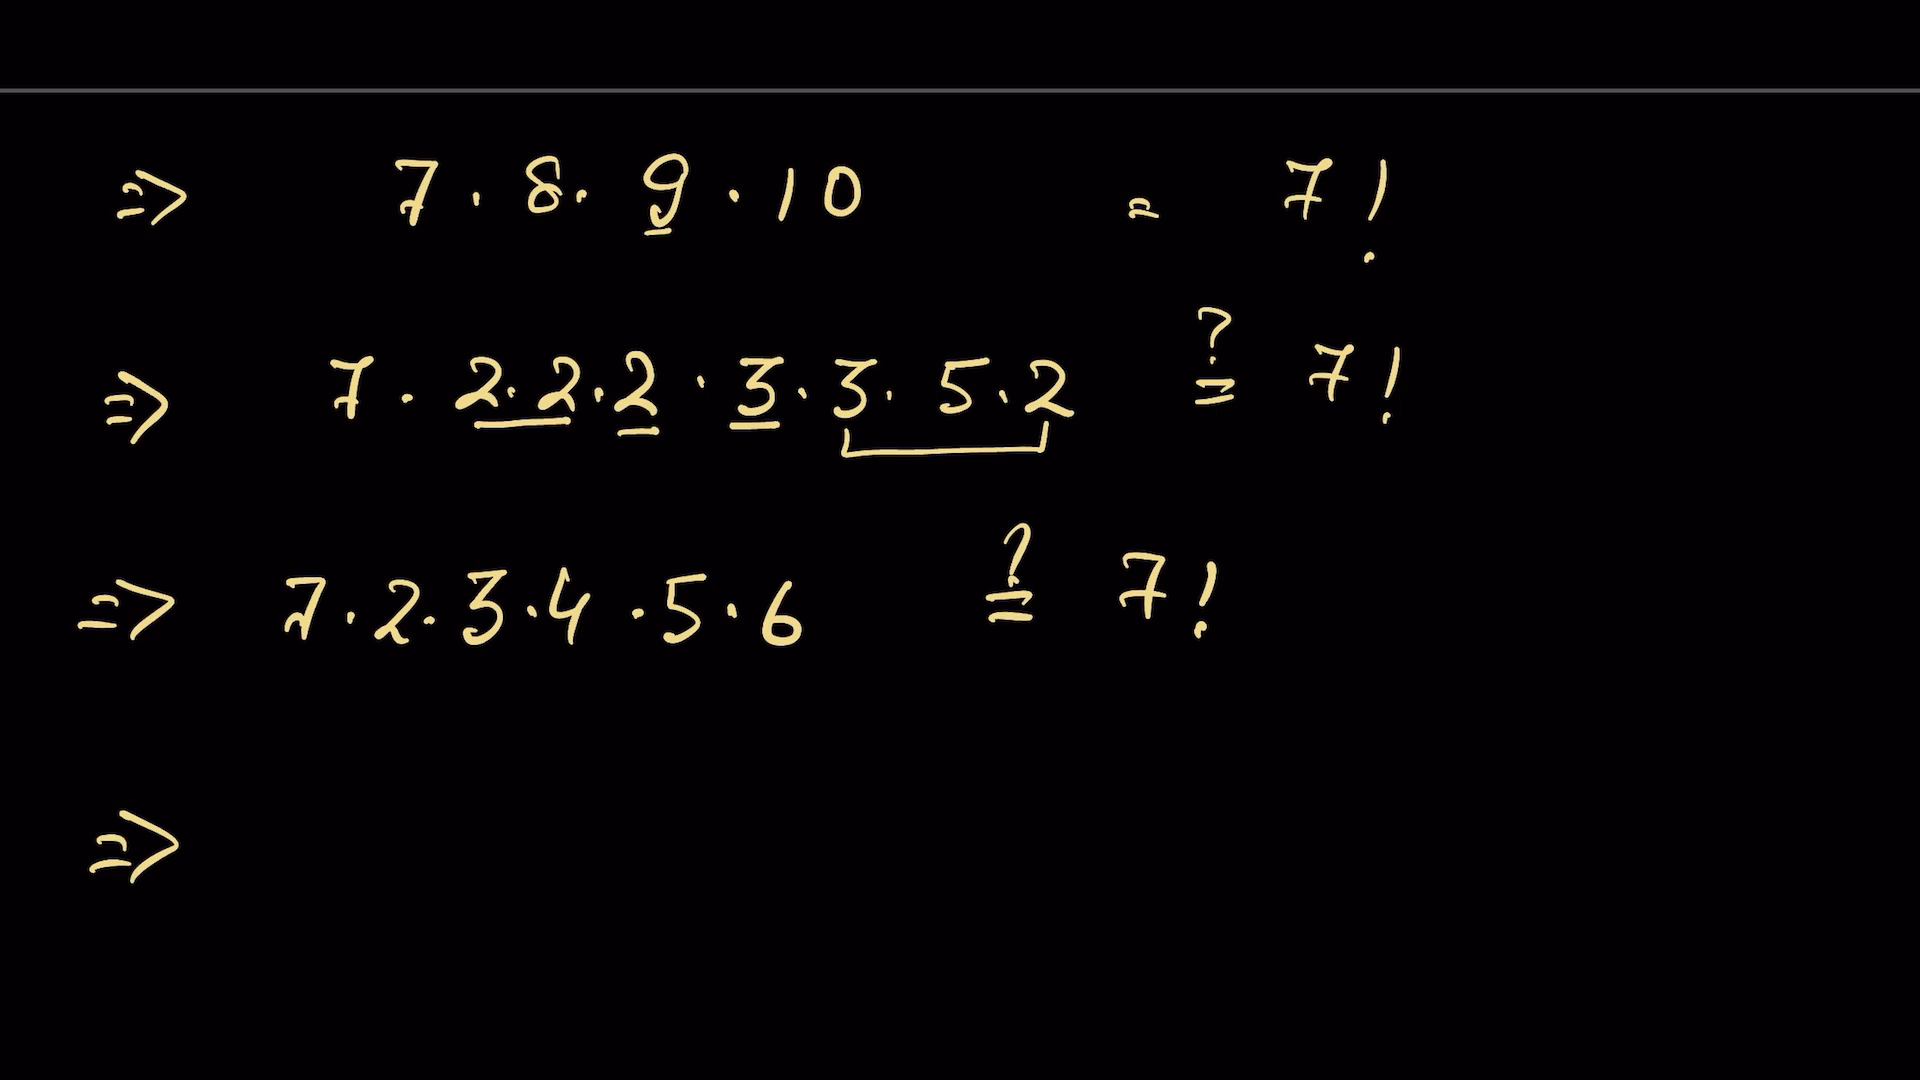 ⇒ 7 · 8 · 9 · 10 = 7!
⇒ 7 · 2 · 2 · 2 · 3 · 3 · 5 · 2 ?= 7!
⇒ 7 · 2 · 3 · 4 · 5 · 6 ?= 7!
⇒